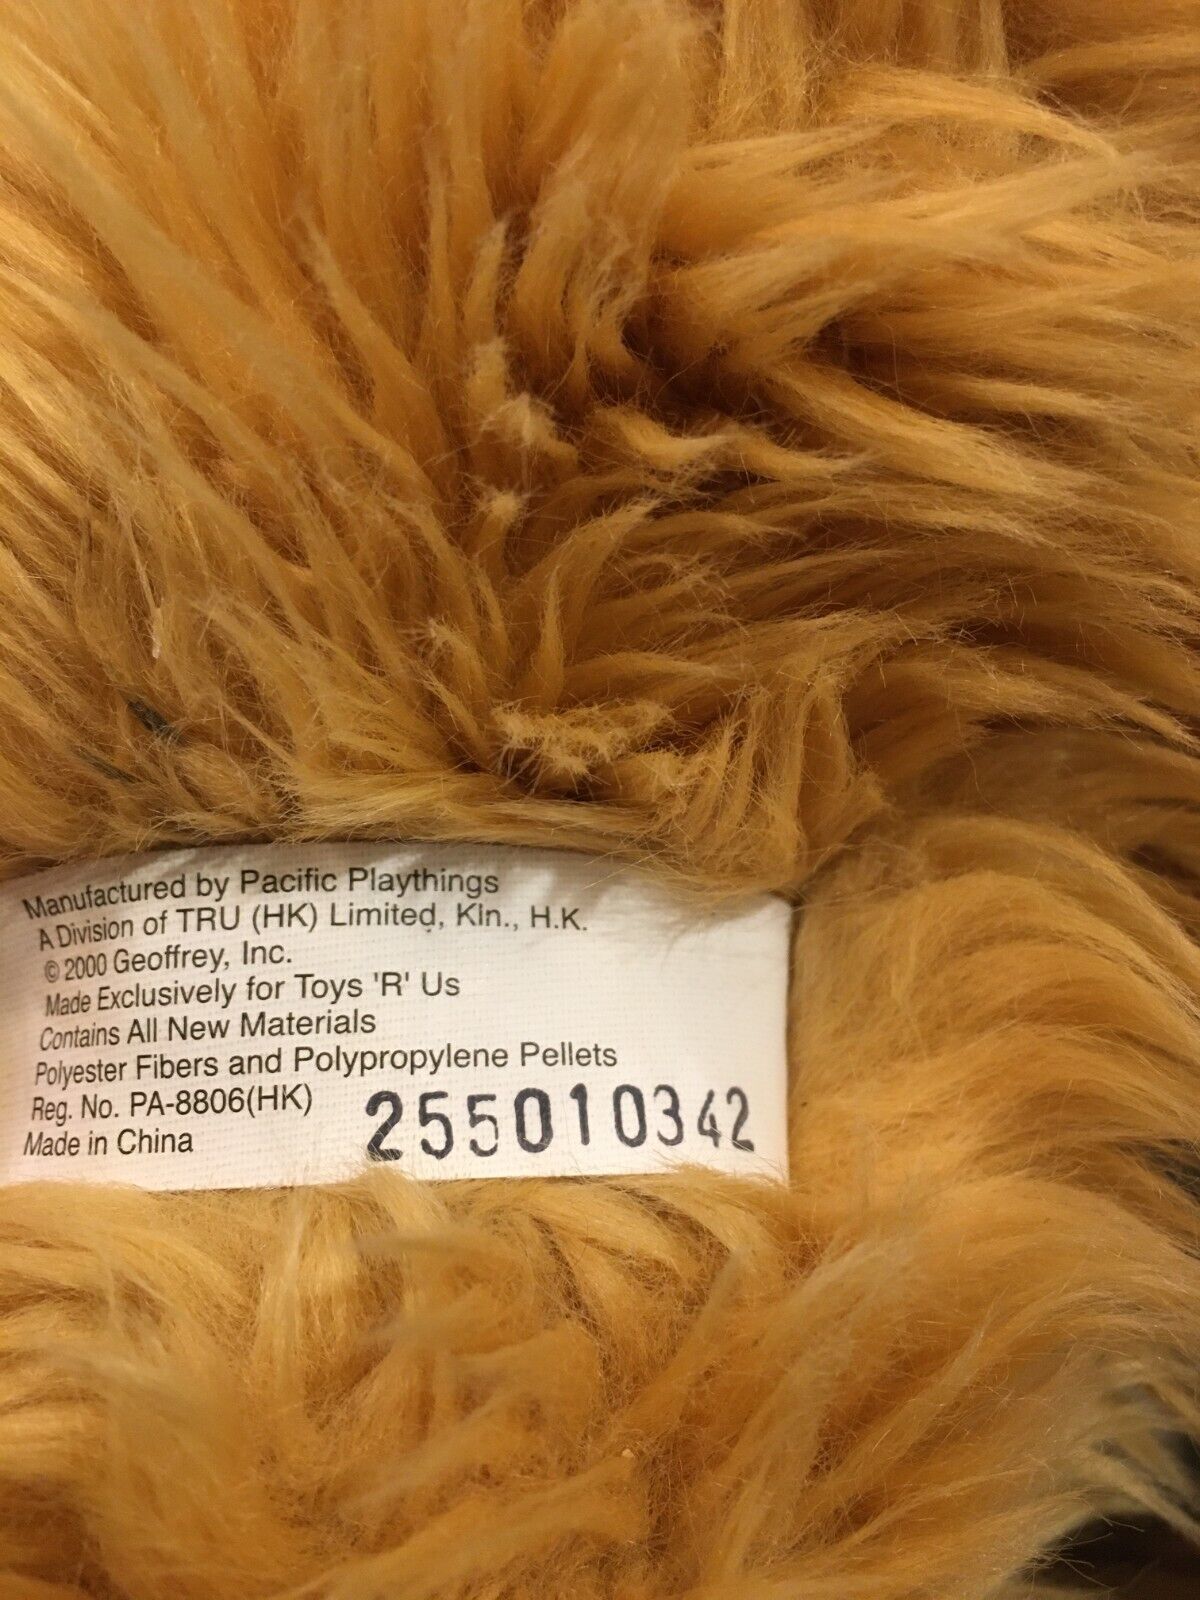 Manufactured by Pacific Playthings
A Division of TRU (HK) Limited, Kln., H.K.
© 2000 Geoffrey, Inc.
Made Exclusively for Toys 'R' Us
Contains All New Materials
Polyester Fibers and Polypropylene Pellets
Reg. No. PA-8806(HK)
Made in China
255010342